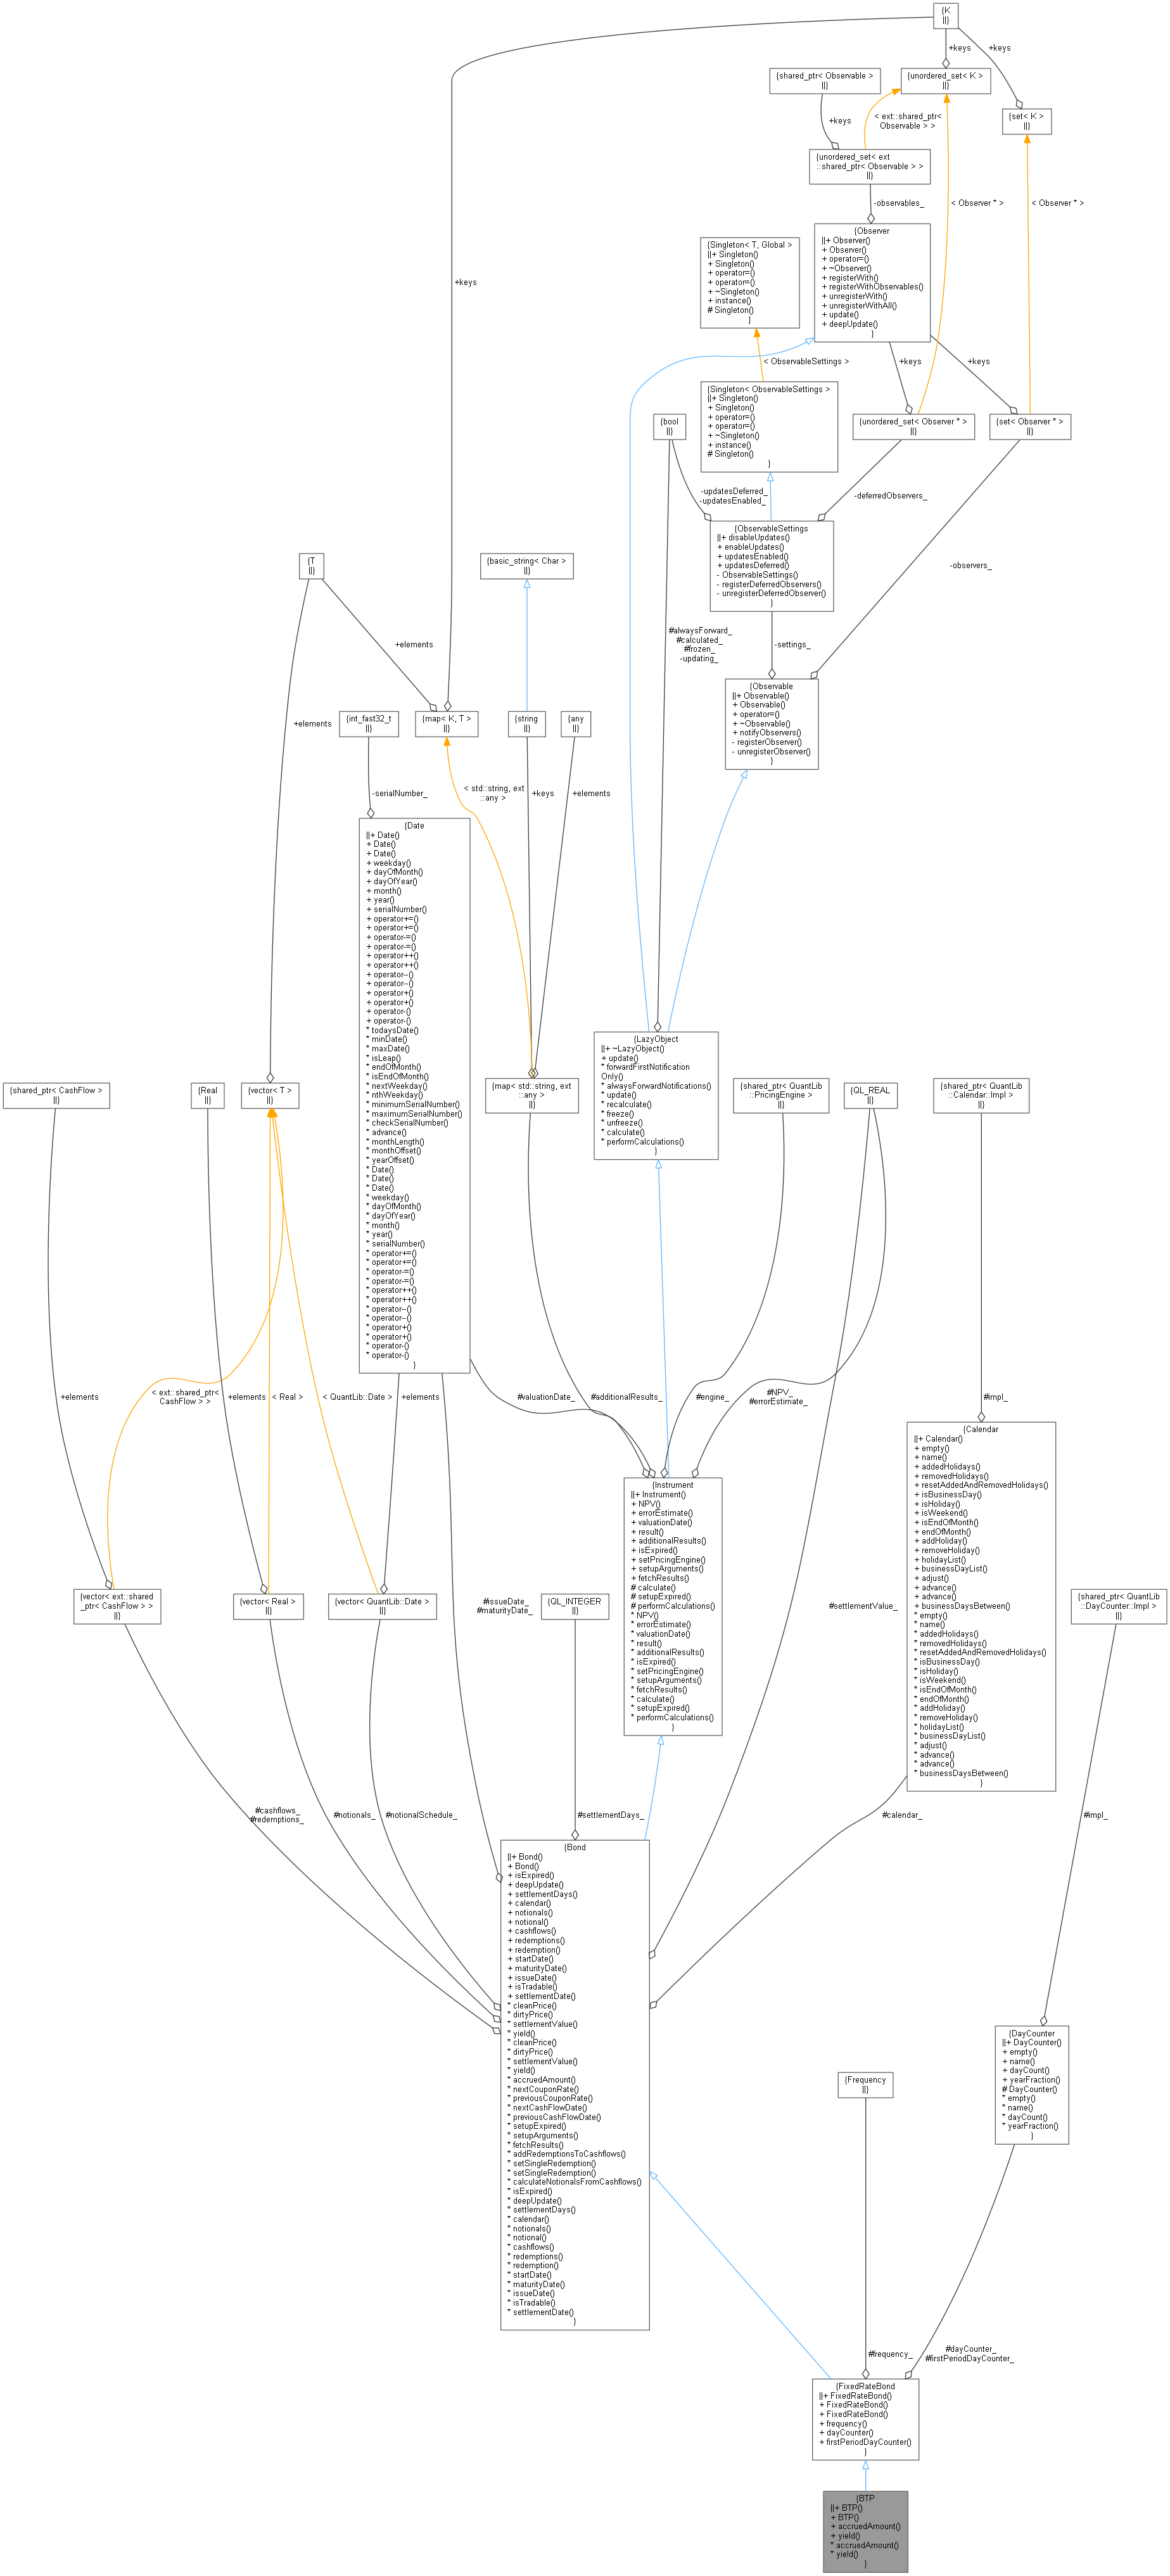 {K
||}
+keys
+keys
{shared_ptr< Observable >
||}
{unordered_set< K >
||}
+keys
< ext::shared_ptr<
Observable > >
{set< K >
||}
{unordered_set< ext
::shared_ptr< Observable > >
||}
-observables_
< Observer * >
< Observer * >
{Observer
||+ Observer()
+ Observer()
+ operator=()
+ ~Observer()
+ registerWith()
+ registerWithObservables()
+ unregisterWith()
+ unregisterWithAll()
+ update()
+ deepUpdate()
}
{Singleton< T, Global >
||+ Singleton()
+ Singleton()
+ operator=()
+ operator=()
+ ~Singleton()
+ instance()
# Singleton()
}
+keys
< ObservableSettings >
+keys
+keys
{Singleton< ObservableSettings >
||+ Singleton()
+ Singleton()
+ operator=()
+ operator=()
+ ~Singleton()
+ instance()
# Singleton()
}
{bool
||}
{unordered_set< Observer * >
||}
{set< Observer * >
||}
-updatesDeferred_
-updatesEnabled_
-deferredObservers_
{ObservableSettings
||+ disableUpdates()
+ enableUpdates()
+ updatesEnabled()
+ updatesDeferred()
- ObservableSettings()
- registerDeferredObservers()
- unregisterDeferredObserver()
}
-observers_
{T
||}
{basic_string< Char >
||}
+elements
#alwaysForward_
#calculated_
#frozen_
-updating_
-settings_
{Observable
||+ Observable()
+ Observable()
+ operator=()
+ ~Observable()
+ notifyObservers()
- registerObserver()
- unregisterObserver()
}
+elements
{int_fast32_t
||}
{map< K, T >
||}
{string
||}
{any
||}
-serialNumber_
< std::string, ext
::any >
+keys
+elements
{Date
||+ Date()
+ Date()
+ Date()
+ weekday()
+ dayOfMonth()
+ dayOfYear()
+ month()
+ year()
+ serialNumber()
+ operator+=()
+ operator+=()
+ operator-=()
+ operator-=()
+ operator++()
+ operator++()
+ operator--()
+ operator--()
+ operator+()
+ operator+()
+ operator-()
+ operator-()
* todaysDate()
* minDate()
* maxDate()
* isLeap()
* endOfMonth()
* isEndOfMonth()
* nextWeekday()
* nthWeekday()
* minimumSerialNumber()
* maximumSerialNumber()
* checkSerialNumber()
* advance()
* monthLength()
* monthOffset()
* yearOffset()
* Date()
* Date()
* Date()
* weekday()
* dayOfMonth()
* dayOfYear()
* month()
* year()
* serialNumber()
* operator+=()
* operator+=()
* operator-=()
* operator-=()
* operator++()
* operator++()
* operator--()
* operator--()
* operator+()
* operator+()
* operator-()
* operator-()
}
{LazyObject
||+ ~LazyObject()
+ update()
* forwardFirstNotification
Only()
* alwaysForwardNotifications()
* update()
* recalculate()
* freeze()
* unfreeze()
* calculate()
* performCalculations()
}
{shared_ptr< CashFlow >
||}
{Real
||}
{vector< T >
||}
{map< std::string, ext
::any >
||}
{shared_ptr< QuantLib
::PricingEngine >
||}
{QL_REAL
||}
{shared_ptr< QuantLib
::Calendar::Impl >
||}
+elements
< ext::shared_ptr<
CashFlow > >
+elements
< Real >
< QuantLib::Date >
+elements
#valuationDate_
#additionalResults_
#engine_
#NPV_
#errorEstimate_
#impl_
{Calendar
||+ Calendar()
+ empty()
+ name()
+ addedHolidays()
+ removedHolidays()
+ resetAddedAndRemovedHolidays()
+ isBusinessDay()
+ isHoliday()
+ isWeekend()
+ isEndOfMonth()
+ endOfMonth()
+ addHoliday()
+ removeHoliday()
+ holidayList()
+ businessDayList()
+ adjust()
+ advance()
+ advance()
+ businessDaysBetween()
* empty()
* name()
* addedHolidays()
* removedHolidays()
* resetAddedAndRemovedHolidays()
* isBusinessDay()
* isHoliday()
* isWeekend()
* isEndOfMonth()
* endOfMonth()
* addHoliday()
* removeHoliday()
* holidayList()
* businessDayList()
* adjust()
* advance()
* advance()
* businessDaysBetween()
}
{Instrument
||+ Instrument()
+ NPV()
+ errorEstimate()
+ valuationDate()
+ result()
+ additionalResults()
+ isExpired()
+ setPricingEngine()
+ setupArguments()
+ fetchResults()
# calculate()
# setupExpired()
# performCalculations()
* NPV()
* errorEstimate()
* valuationDate()
* result()
* additionalResults()
* isExpired()
* setPricingEngine()
* setupArguments()
* fetchResults()
* calculate()
* setupExpired()
* performCalculations()
}
{vector< ext::shared
_ptr< CashFlow > >
||}
{vector< Real >
||}
{vector< QuantLib::Date >
||}
#issueDate_
#maturityDate_
{QL_INTEGER
||}
#settlementValue_
{shared_ptr< QuantLib
::DayCounter::Impl >
||}
#cashflows_
#redemptions_
#notionals_
#notionalSchedule_
#settlementDays_
#calendar_
#impl_
{Bond
||+ Bond()
+ Bond()
+ isExpired()
+ deepUpdate()
+ settlementDays()
+ calendar()
+ notionals()
+ notional()
+ cashflows()
+ redemptions()
+ redemption()
+ startDate()
+ maturityDate()
+ issueDate()
+ isTradable()
+ settlementDate()
* cleanPrice()
* dirtyPrice()
* settlementValue()
* yield()
* cleanPrice()
* dirtyPrice()
* settlementValue()
* yield()
* accruedAmount()
* nextCouponRate()
* previousCouponRate()
* nextCashFlowDate()
* previousCashFlowDate()
* setupExpired()
* setupArguments()
* fetchResults()
* addRedemptionsToCashflows()
* setSingleRedemption()
* setSingleRedemption()
* calculateNotionalsFromCashflows()
* isExpired()
* deepUpdate()
* settlementDays()
* calendar()
* notionals()
* notional()
* cashflows()
* redemptions()
* redemption()
* startDate()
* maturityDate()
* issueDate()
* isTradable()
* settlementDate()
}
{DayCounter
||+ DayCounter()
+ empty()
+ name()
+ dayCount()
+ yearFraction()
# DayCounter()
* empty()
* name()
* dayCount()
* yearFraction()
}
{Frequency
||}
#frequency_
#dayCounter_
#firstPeriodDayCounter_
{FixedRateBond
||+ FixedRateBond()
+ FixedRateBond()
+ FixedRateBond()
+ frequency()
+ dayCounter()
+ firstPeriodDayCounter()
}
{BTP
||+ BTP()
+ BTP()
+ accruedAmount()
+ yield()
* accruedAmount()
* yield()
}